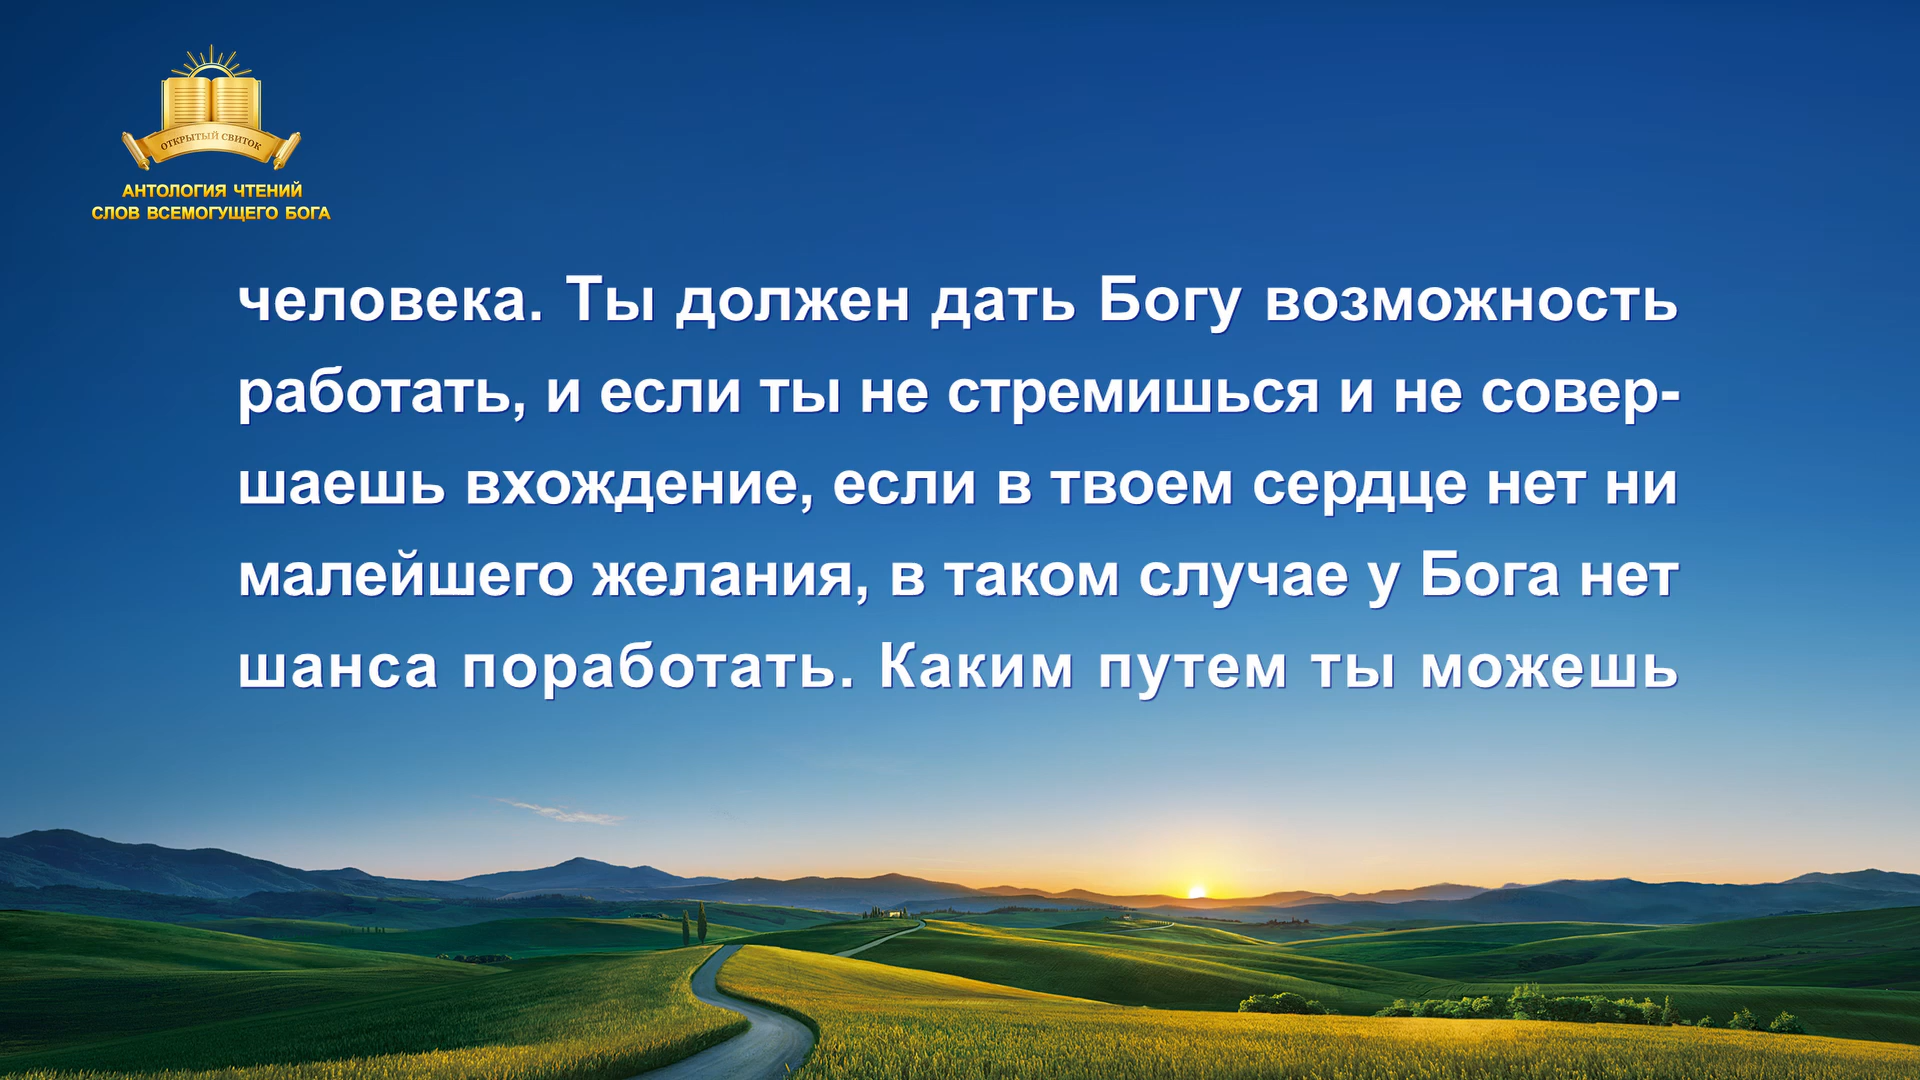 ОТКРЫТЫЙ СВИТОК
АНТОЛОГИЯ ЧТЕНИЙ
СЛОВ ВСЕМОГУЩЕГО БОГА
человека. Ты должен дать Богу возможность
работать, и если ты не стремишься и не совер-
шаешь вхождение, если в твоем сердце нет ни
малейшего желания, в таком случае у Бога нет
шанса поработать. Каким путем ты можешь